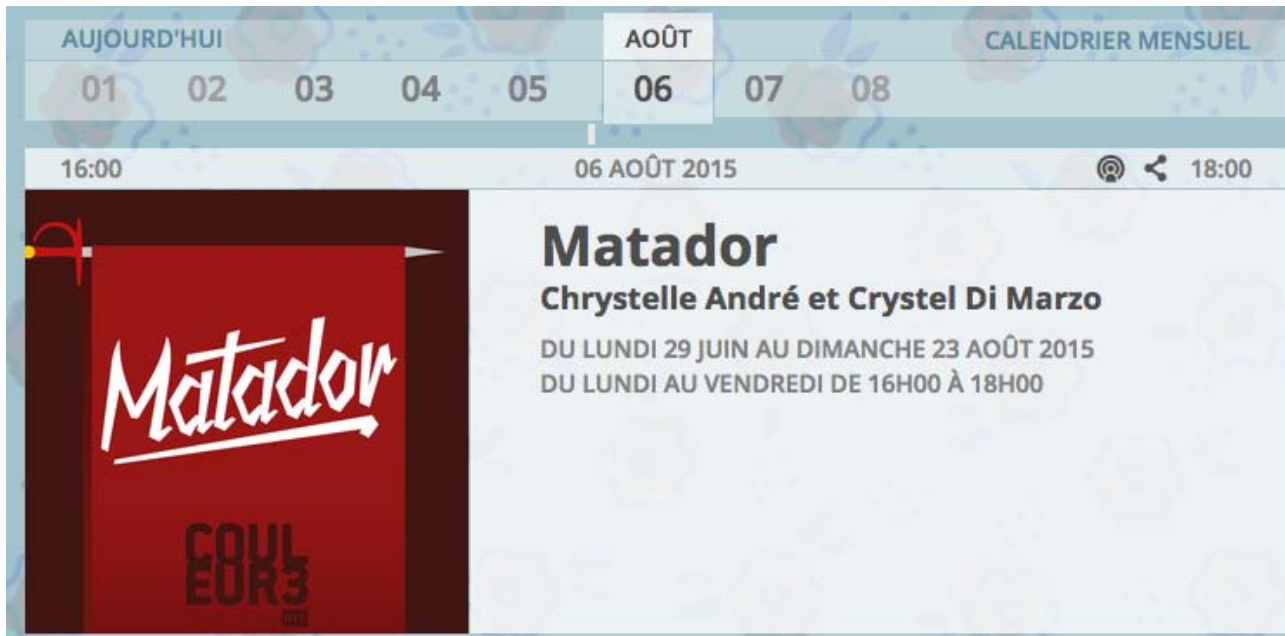 AUJOURD'HUI AOÛT CALENDRIER MENSUEL
01 02 03 04 05 06 07 08
16:00 06 AOÛT 2015 18:00
Matador
Chrystelle André et Crystel Di Marzo
DU LUNDI 29 JUIN AU DIMANCHE 23 AOÛT 2015
DU LUNDI AU VENDREDI DE 16H00 À 18H00
Matador
COUL
EUR3
RTS